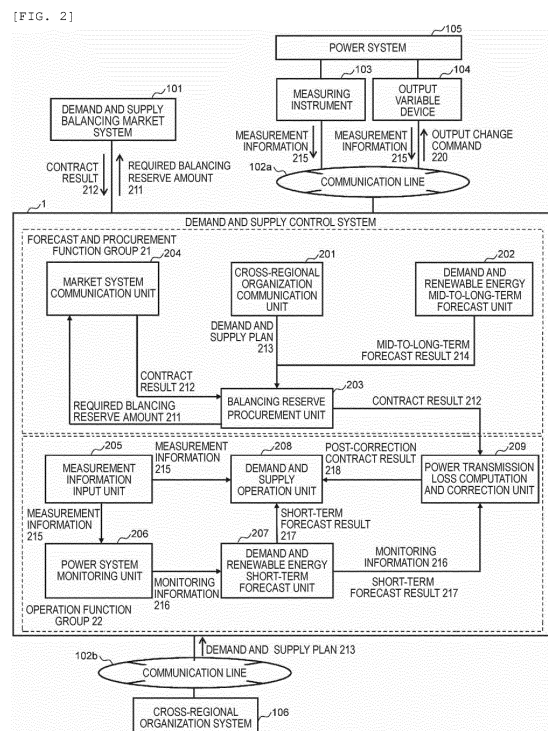 [FIG. 2]
105
POWER SYSTEM
101
103
104
DEMAND AND SUPPLY
BALANCING MARKET
SYSTEM
MEASURING
INSTRUMENT
OUTPUT
VARIABLE
DEVICE
MEASUREMENT
INFORMATION
215
MEASUREMENT
INFORMATION
215
OUTPUT CHANGE
COMMAND
220
CONTRACT
RESULT
212
REQUIRED BALANCING
RESERVE AMOUNT
211
102a
COMMUNICATION LINE
1
DEMAND AND SUPPLY CONTROL SYSTEM
FORECAST AND PROCUREMENT
FUNCTION GROUP 21
204
201
202
MARKET SYSTEM
COMMUNICATION UNIT
CROSS-REGIONAL
ORGANIZATION
COMMUNICATION UNIT
DEMAND AND
RENEWABLE ENERGY
MID-TO-LONG-TERM
FORECAST UNIT
DEMAND AND
SUPPLY PLAN
213
MID-TO-LONG-TERM
FORECAST RESULT 214
CONTRACT
RESULT 212
203
REQUIRED BLANCING
RESERVE AMOUNT 211
BALANCING RESERVE
PROCUREMENT UNIT
CONTRACT RESULT 212
205
MEASUREMENT
INFORMATION
215
208
POST-CORRECTION
CONTRACT RESULT
218
209
MEASUREMENT
INFORMATION
INPUT UNIT
DEMAND AND
SUPPLY
OPERATION UNIT
POWER TRANSMISSION
LOSS COMPUTATION
AND CORRECTION UNIT
MEASUREMENT
INFORMATION
215
206
207
SHORT-TERM
FORECAST RESULT
217
POWER SYSTEM
MONITORING UNIT
MONITORING
INFORMATION
216
DEMAND AND
RENEWABLE ENERGY
SHORT-TERM
FORECAST UNIT
MONITORING
INFORMATION 216
SHORT-TERM
FORECAST RESULT 217
OPERATION FUNCTION
GROUP 22
DEMAND AND SUPPLY PLAN 213
102b
COMMUNICATION LINE
CROSS-REGIONAL
ORGANIZATION SYSTEM
106